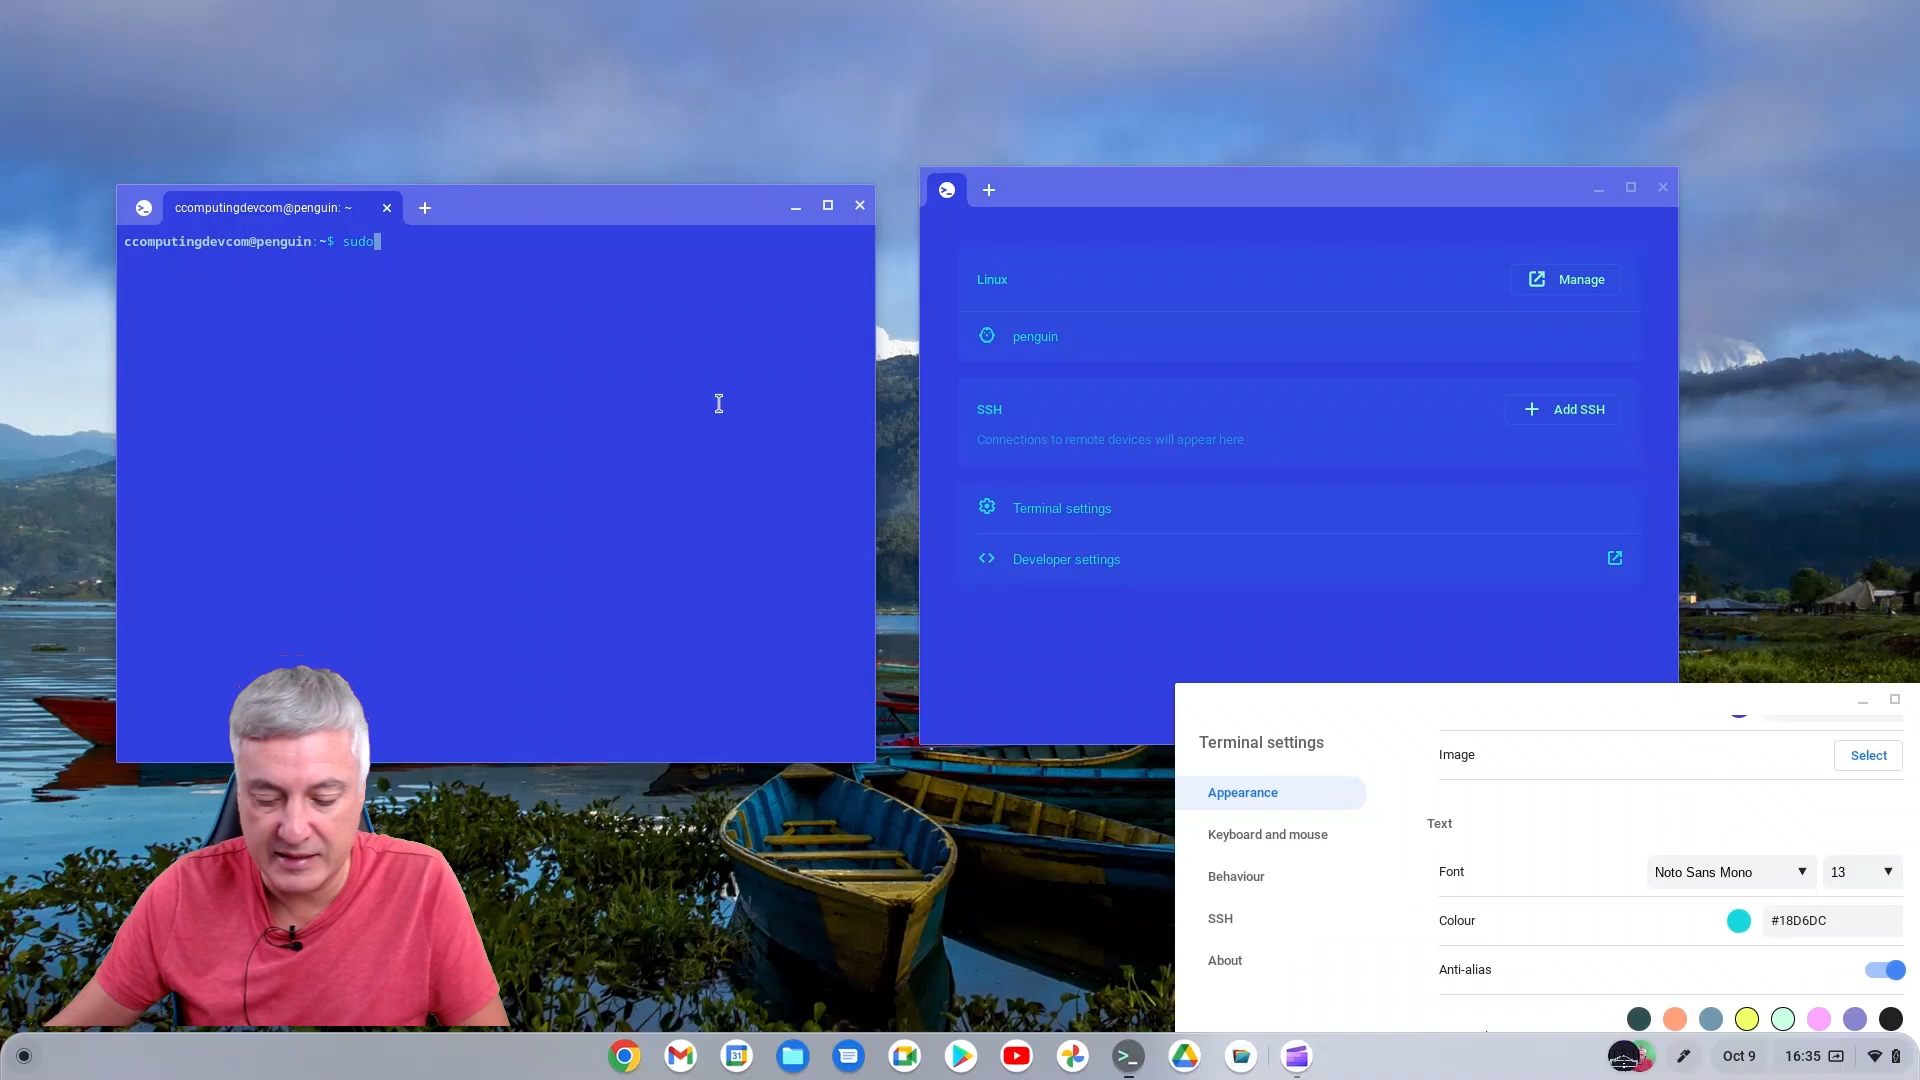 ccomputingdevcom@penguin: ~
ccomputingdevcom@penguin:~$ sudo
Linux
Manage
penguin
SSH
Add SSH
Connections to remote devices will appear here
Terminal settings
Developer settings
Terminal settings
Appearance
Keyboard and mouse
Behaviour
SSH
About
Image
Select
Text
Font
Noto Sans Mono
13
Colour
#18D6DC
Anti-alias
31
Oct 9
16:35